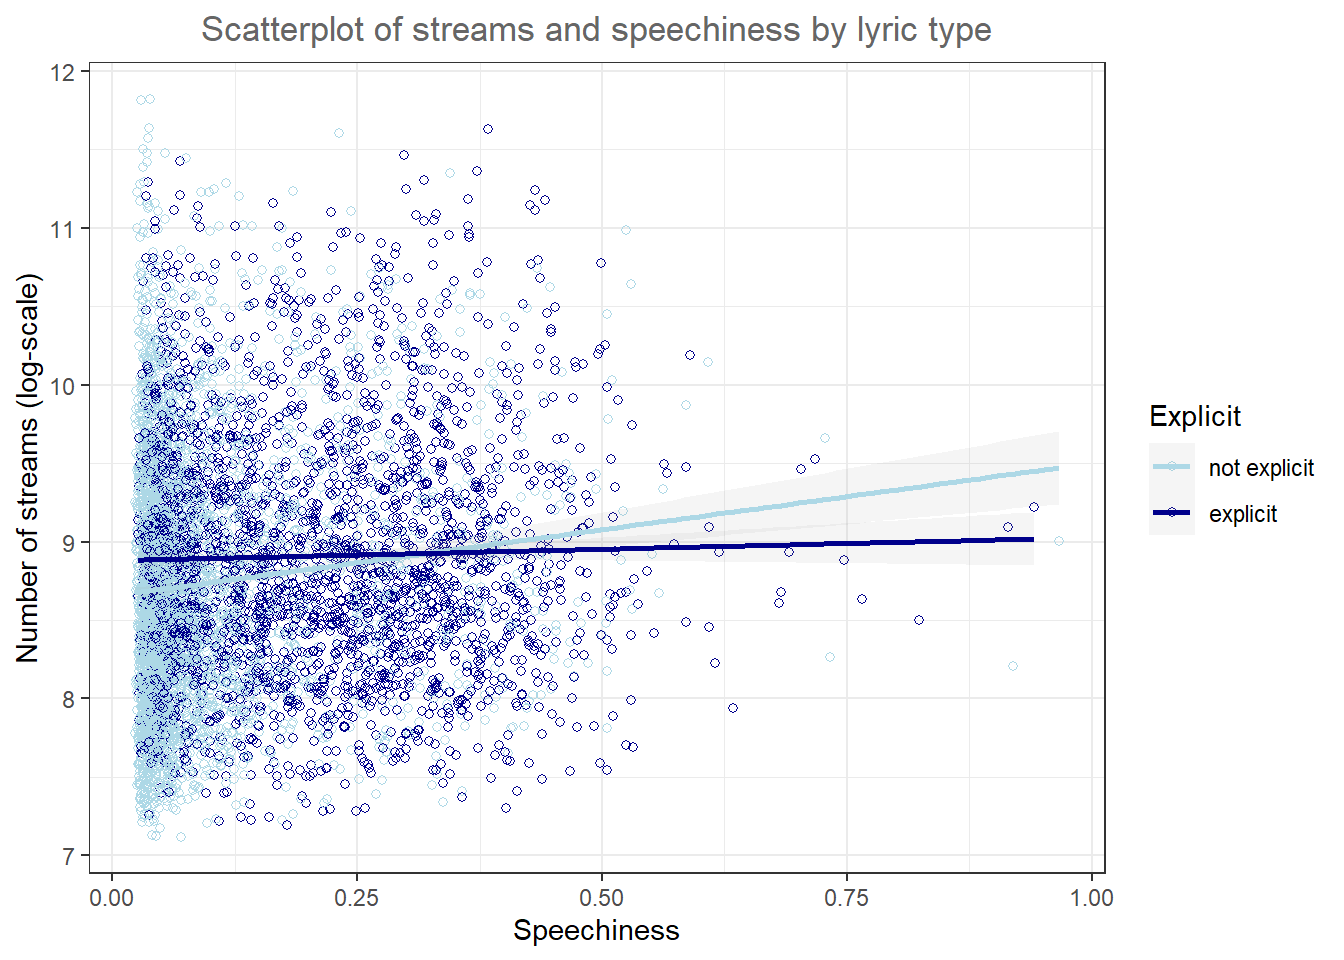 Scatterplot of streams and speechiness by lyric type
12
11
10
9
8
7
Number of streams (log-scale)
0.00 0.25 0.50 0.75 1.00
Speechiness
Explicit
not explicit
explicit